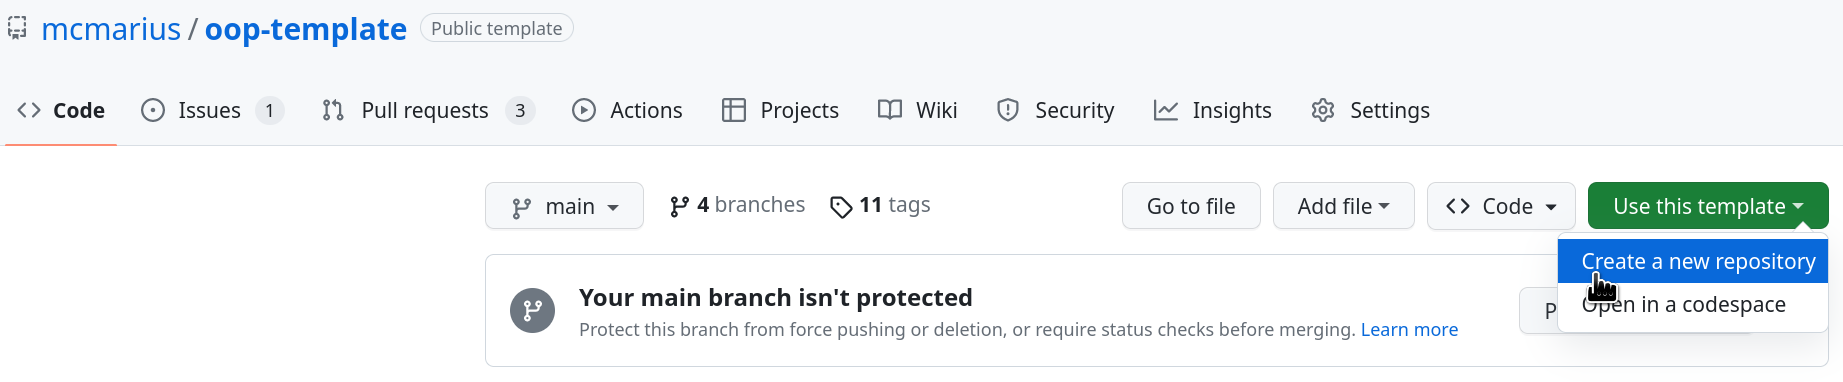 mcmarius / oop-template Public template
Code Issues 1 Pull requests 3 Actions Projects Wiki Security Insights Settings
main 4 branches 11 tags Go to file Add file Code Use this template
Create a new repository
Your main branch isn't protected
Open in a codespace
Protect this branch from force pushing or deletion, or require status checks before merging. Learn more